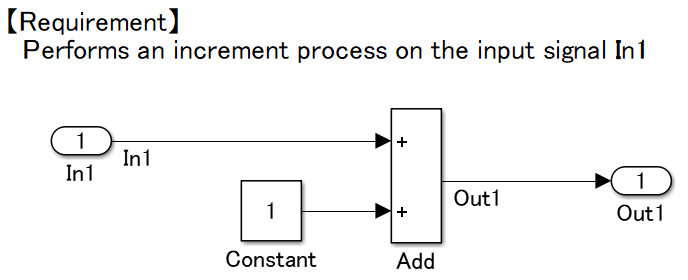 【Requirement】
Performs an increment process on the input signal In1
1
In1
In1
1
Constant
+
+
Add
Out1
1
Out1